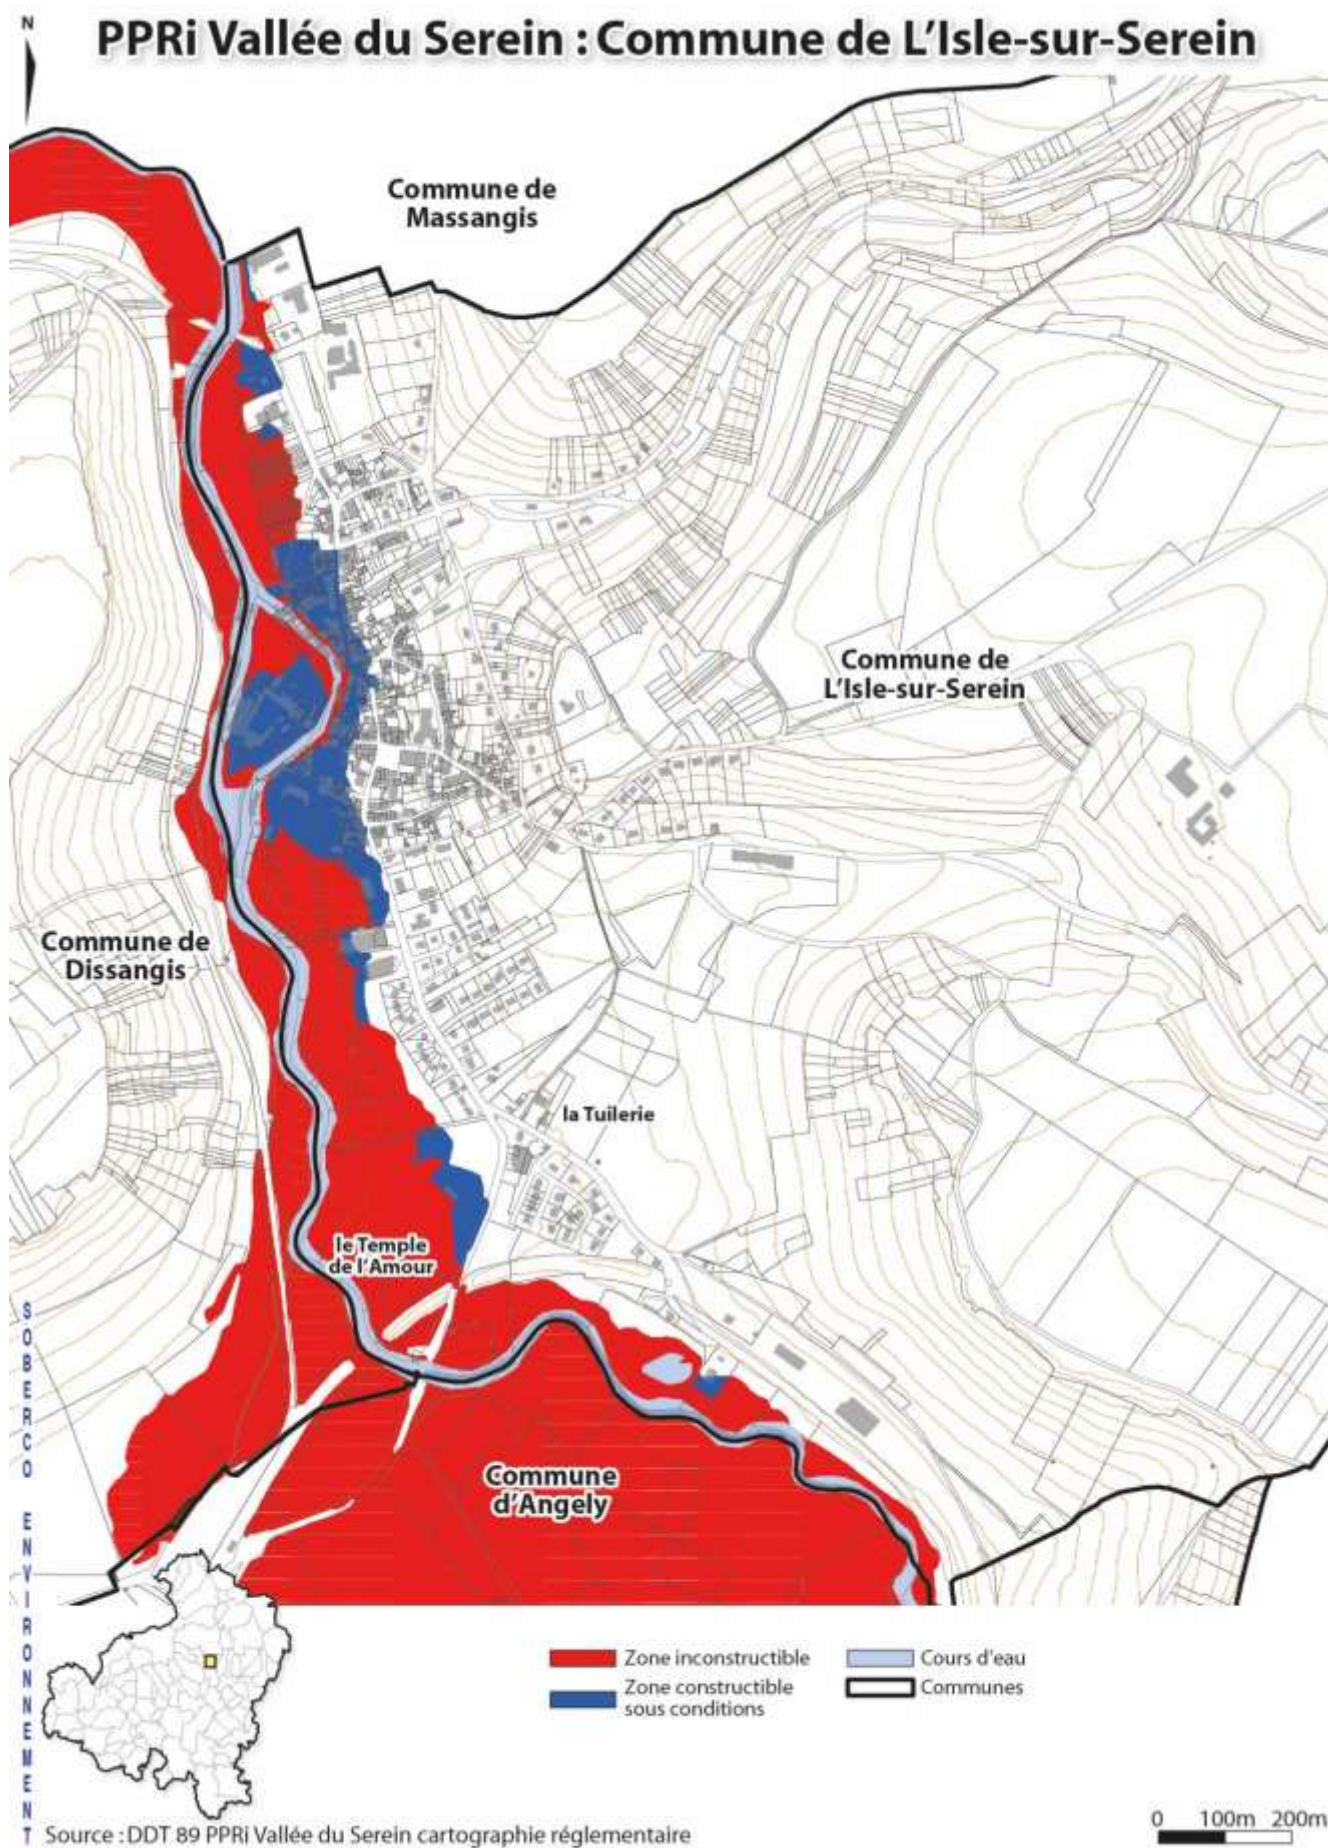 N
PPRi Vallée du Serein : Commune de L'Isle-sur-Serein
Commune de
Massangis
Commune de
L'Isle-sur-Serein
Commune de
Dissangis
la Tuilerie
le Temple
de l'Amour
Commune
d'Angely
SOBERCO ENVIRONNEMENT
Zone inconstructible
Zone constructible
sous conditions
Cours d'eau
Communes
0 100m 200m
Source : DDT 89 PPRi Vallée du Serein cartographie réglementaire